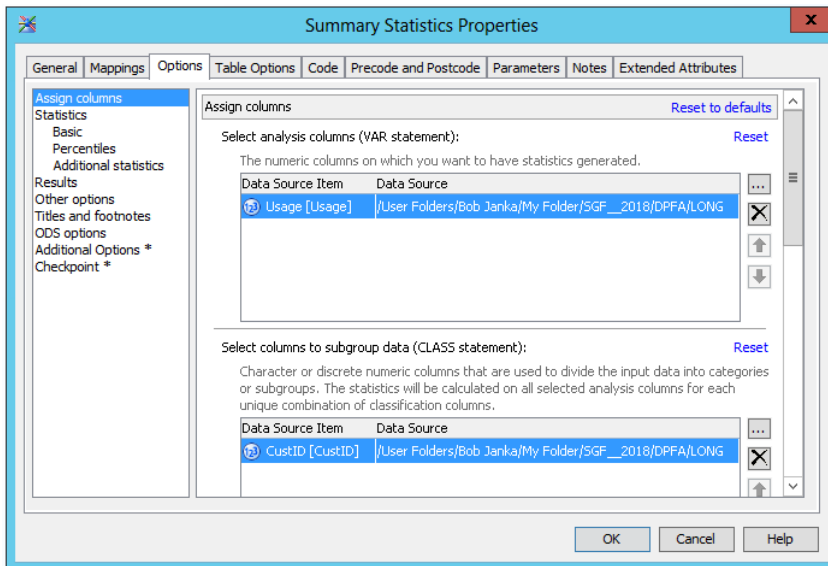 Summary Statistics Properties
x
General Mappings Options Table Options Code Precode and Postcode Parameters Notes Extended Attributes
Assign columns
Statistics
Basic
Percentiles
Additional statistics
Results
Other options
Titles and footnotes
ODS options
Additional Options *
Checkpoint *
Assign columns Reset to defaults
Select analysis columns (VAR statement): Reset
The numeric columns on which you want to have statistics generated.
Data Source Item Data Source
123 Usage [Usage] /User Folders/Bob Janka/My Folder/SGF__2018/DPFA/LONG
...
Select columns to subgroup data (CLASS statement): Reset
Character or discrete numeric columns that are used to divide the input data into categories
or subgroups. The statistics will be calculated on all selected analysis columns for each
unique combination of classification columns.
Data Source Item Data Source
...
123 CustID [CustID] /User Folders/Bob Janka/My Folder/SGF__2018/DPFA/LONG
OK Cancel Help